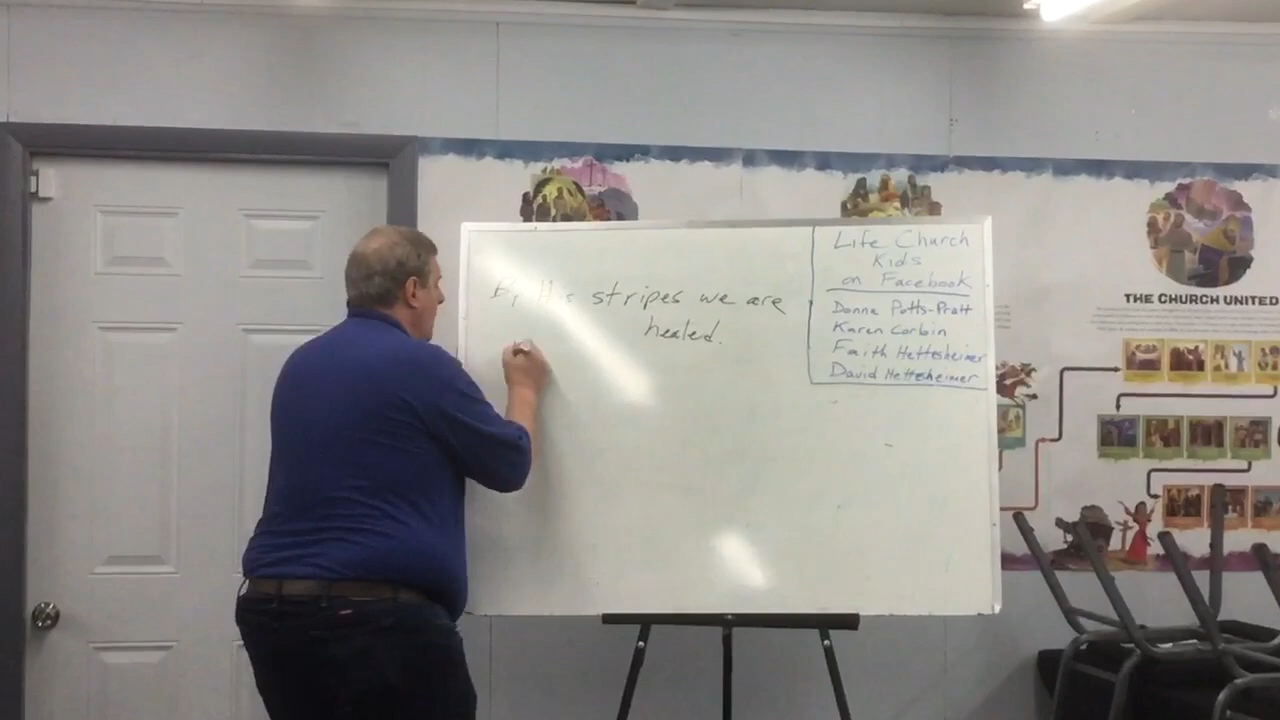 By His stripes we are
healed.
Life Church
Kids
on Facebook
Donna Potts-Pratt
Karen Corbin
Faith Hettesheimer
David Hettesheimer
THE CHURCH UNITED